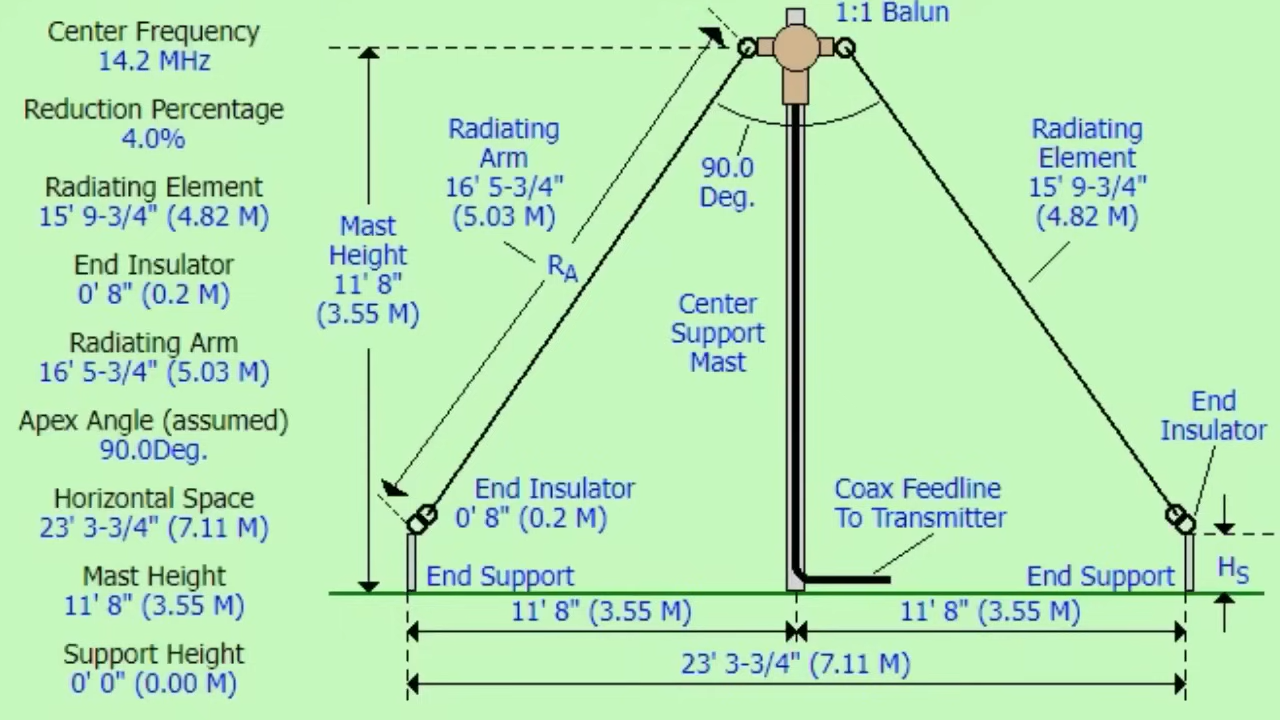 Center Frequency
14.2 MHz
Reduction Percentage
4.0%
Radiating Element
15' 9-3/4" (4.82 M)
End Insulator
0' 8" (0.2 M)
Radiating Arm
16' 5-3/4" (5.03 M)
Apex Angle (assumed)
90.0Deg.
Horizontal Space
23' 3-3/4" (7.11 M)
Mast Height
11' 8" (3.55 M)
Support Height
0' 0" (0.00 M)
1:1 Balun
Radiating
Arm
16' 5-3/4"
(5.03 M)
90.0
Deg.
Radiating
Element
15' 9-3/4"
(4.82 M)
Mast
Height
11' 8"
(3.55 M)
RA
Center
Support
Mast
End
Insulator
End Insulator
0' 8" (0.2 M)
Coax Feedline
To Transmitter
End Support
End Support
HS
11' 8" (3.55 M)
11' 8" (3.55 M)
23' 3-3/4" (7.11 M)